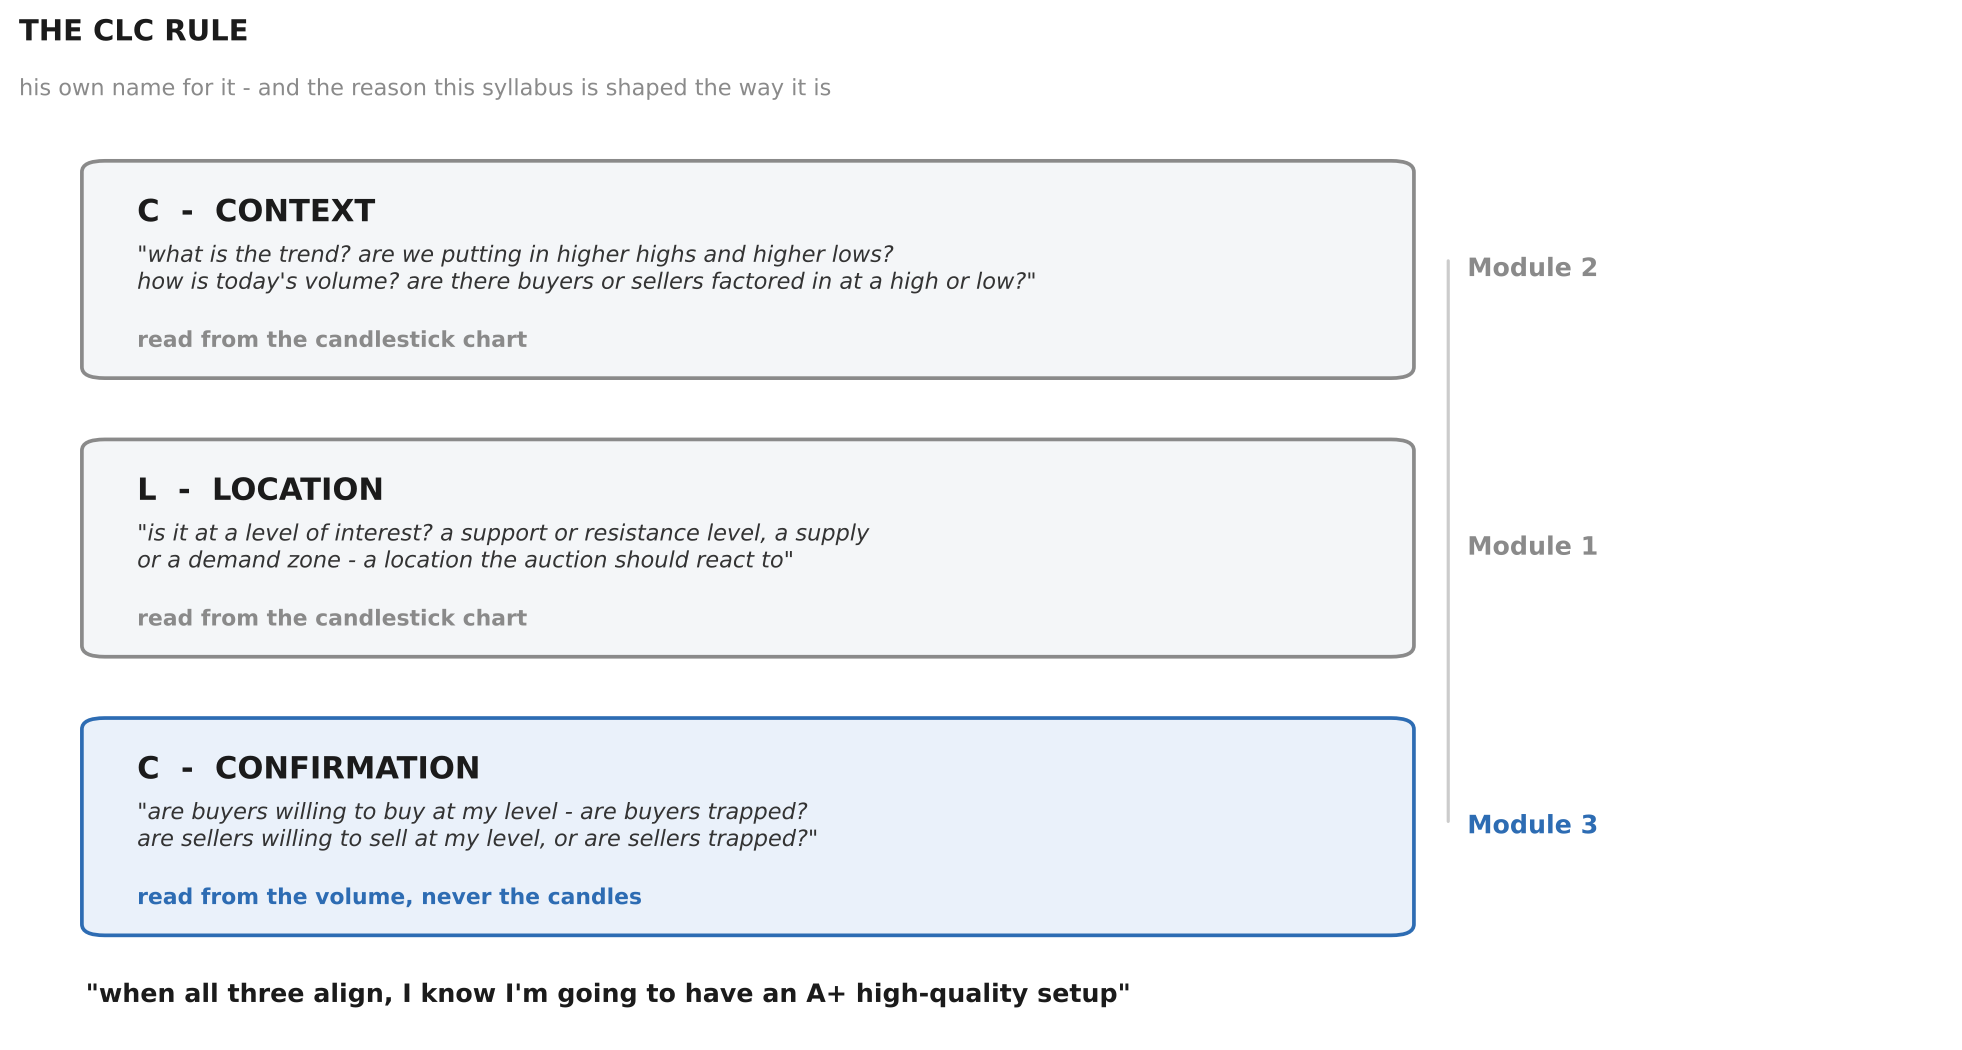 THE CLC RULE
his own name for it - and the reason this syllabus is shaped the way it is
C - CONTEXT
"what is the trend? are we putting in higher highs and higher lows?
how is today's volume? are there buyers or sellers factored in at a high or low?"
read from the candlestick chart
Module 2
L - LOCATION
"is it at a level of interest? a support or resistance level, a supply
or a demand zone - a location the auction should react to"
read from the candlestick chart
Module 1
C - CONFIRMATION
"are buyers willing to buy at my level - are buyers trapped?
are sellers willing to sell at my level, or are sellers trapped?"
read from the volume, never the candles
Module 3
"when all three align, I know I'm going to have an A+ high-quality setup"